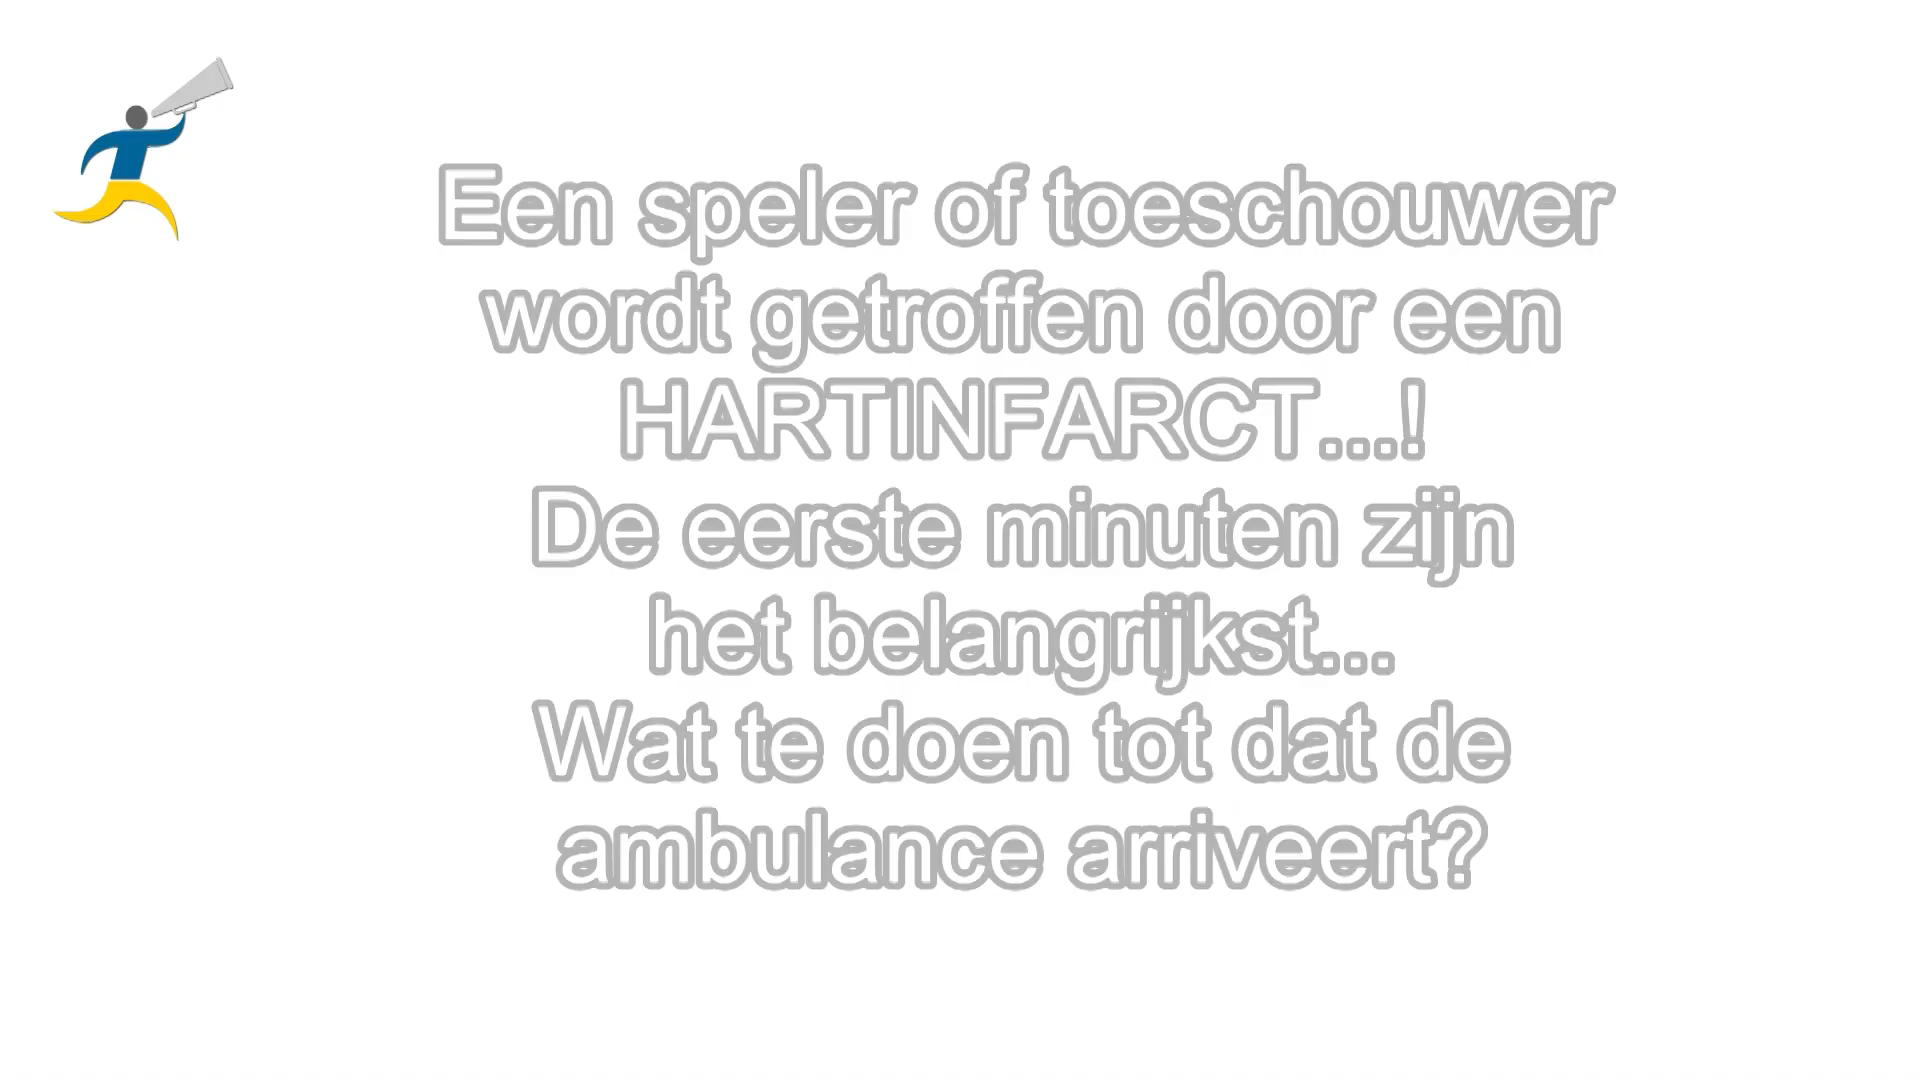 Een speler of toeschouwer
wordt getroffen door een
HARTINFARCT...!
De eerste minuten zijn
het belangrijkst...
Wat te doen tot dat de
ambulance arriveert?